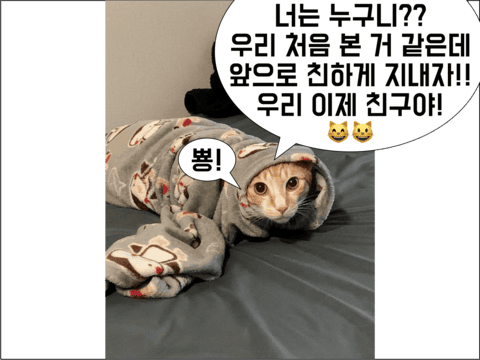 너는 누구니??
우리 처음 본 거 같은데
앞으로 친하게 지내자!!
우리 이제 친구야!
😸😺
뿅!